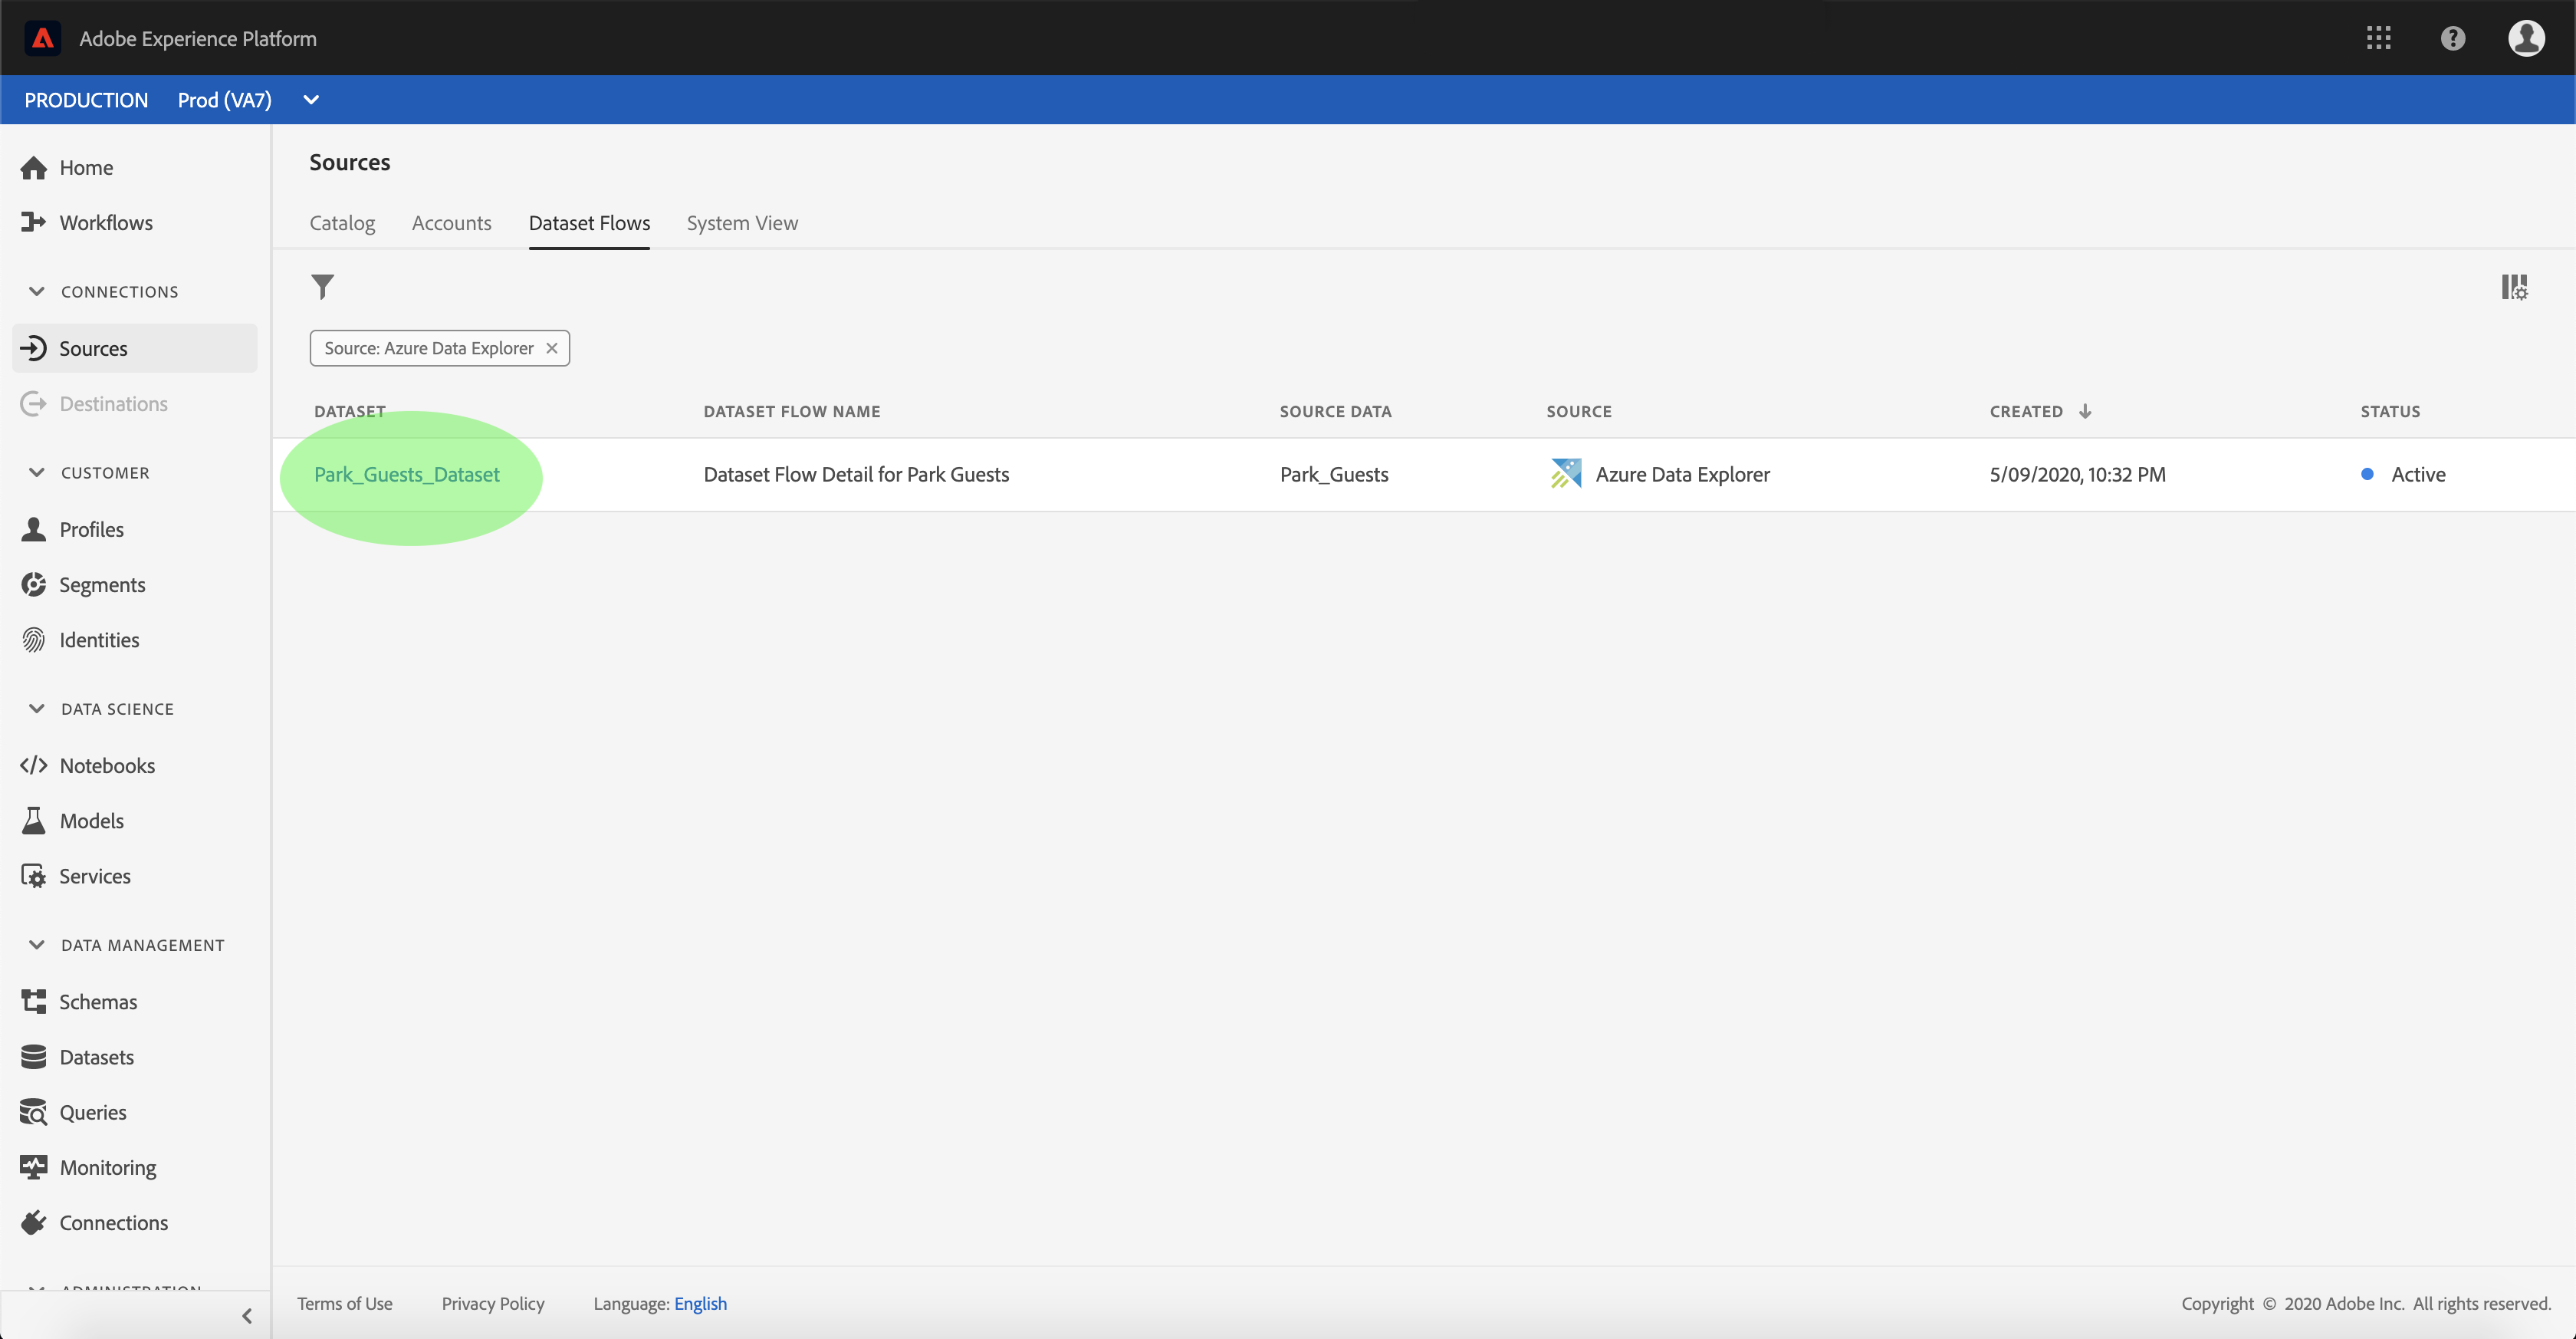 Adobe Experience Platform
PRODUCTION Prod (VA7)
Home
Workflows
CONNECTIONS
Sources
Destinations
CUSTOMER
Profiles
Segments
Identities
DATA SCIENCE
Notebooks
Models
Services
DATA MANAGEMENT
Schemas
Datasets
Queries
Monitoring
Connections
ADMINISTRATION
Sources
Catalog Accounts Dataset Flows System View
Source: Azure Data Explorer
DATASET DATASET FLOW NAME SOURCE DATA SOURCE CREATED STATUS
Park_Guests_Dataset Dataset Flow Detail for Park Guests Park_Guests Azure Data Explorer 5/09/2020, 10:32 PM Active
Terms of Use Privacy Policy Language: English Copyright © 2020 Adobe Inc. All rights reserved.